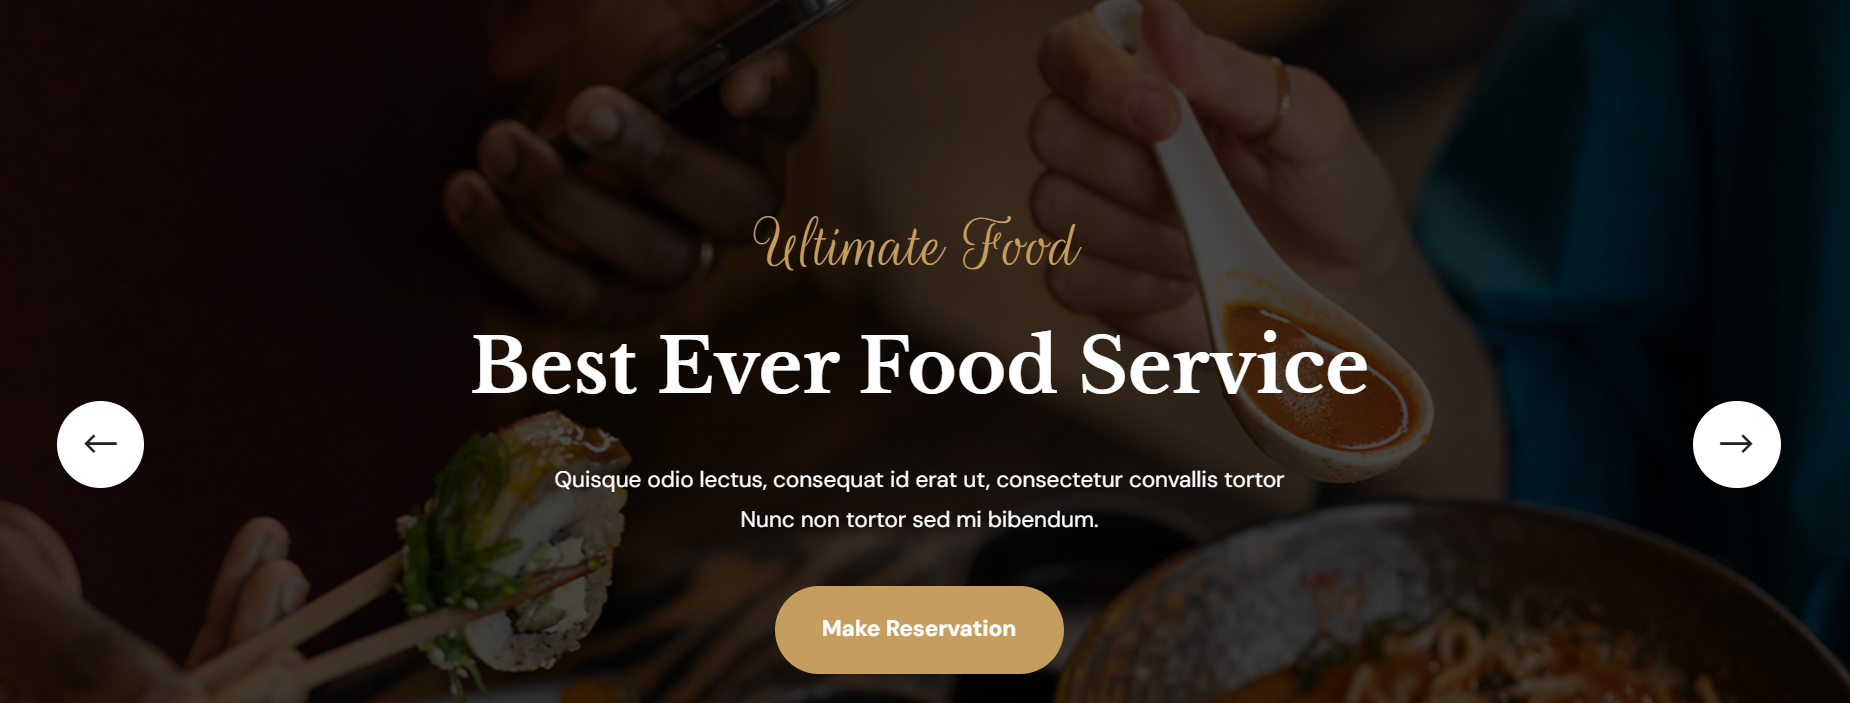 Ultimate Food
Best Ever Food Service
Quisque odio lectus, consequat id erat ut, consectetur convallis tortor
Nunc non tortor sed mi bibendum.
Make Reservation